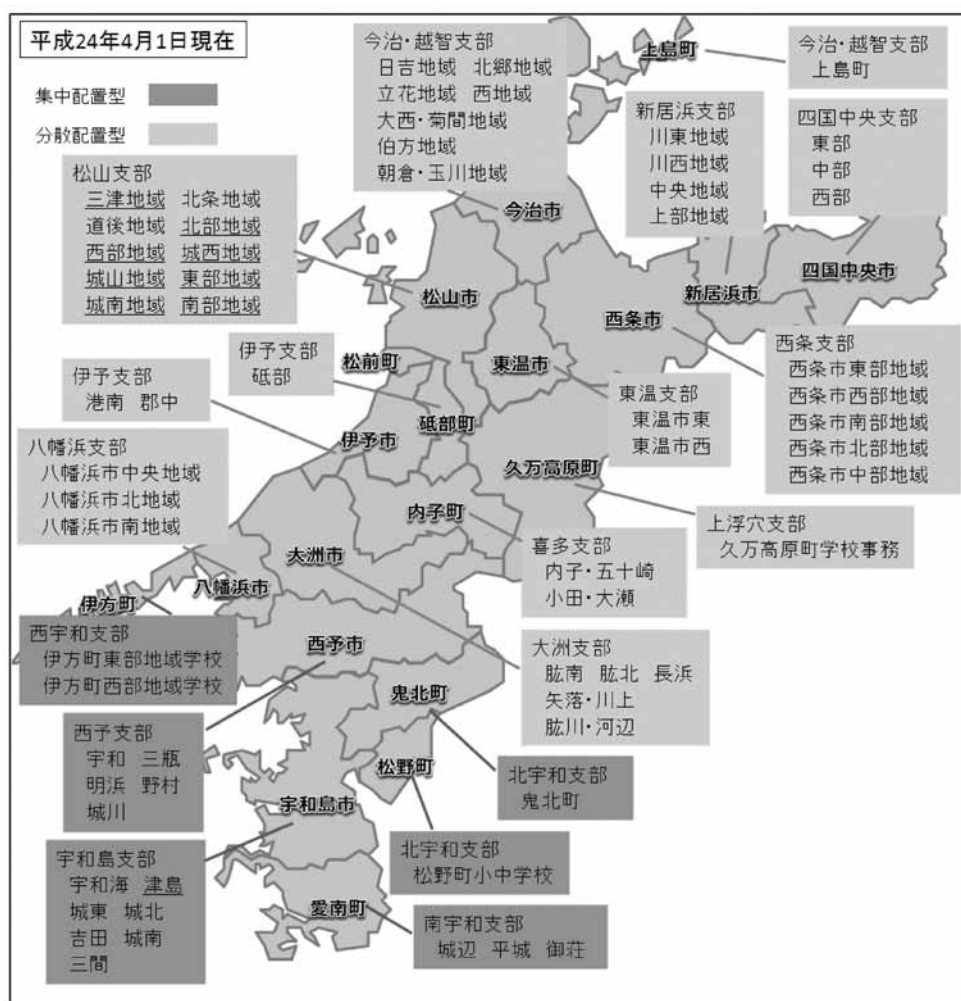 平成24年4月1日現在
集中配置型
分散配置型
今治・越智支部
日吉地域 北郷地域
立花地域 西地域
大西・菊間地域
伯方地域
朝倉・玉川地域
上島町
今治・越智支部
上島町
新居浜支部
川東地域
川西地域
中央地域
上部地域
四国中央支部
東部
中部
西部
松山支部
三津地域 北条地域
道後地域 北部地域
西部地域 城西地域
城山地域 東部地域
城南地域 南部地域
今治市
松山市
西条市
新居浜市
四国中央市
松前町
東温市
砥部町
伊予市
久万高原町
内子町
大洲市
八幡浜市
伊方町
西予市
鬼北町
松野町
宇和島市
愛南町
伊予支部
砥部
伊予支部
港南 郡中
東温支部
東温市東
東温市西
西条支部
西条市東部地域
西条市西部地域
西条市南部地域
西条市北部地域
西条市中部地域
八幡浜支部
八幡浜市中央地域
八幡浜市北地域
八幡浜市南地域
上浮穴支部
久万高原町学校事務
喜多支部
内子・五十崎
小田・大瀬
西宇和支部
伊方町東部地域学校
伊方町西部地域学校
大洲支部
肱南 肱北 長浜
矢落・川上
肱川・河辺
西予支部
宇和 三瓶
明浜 野村
城川
北宇和支部
鬼北町
宇和島支部
宇和海 津島
城東 城北
吉田 城南
三間
北宇和支部
松野町小中学校
南宇和支部
城辺 平城 御荘